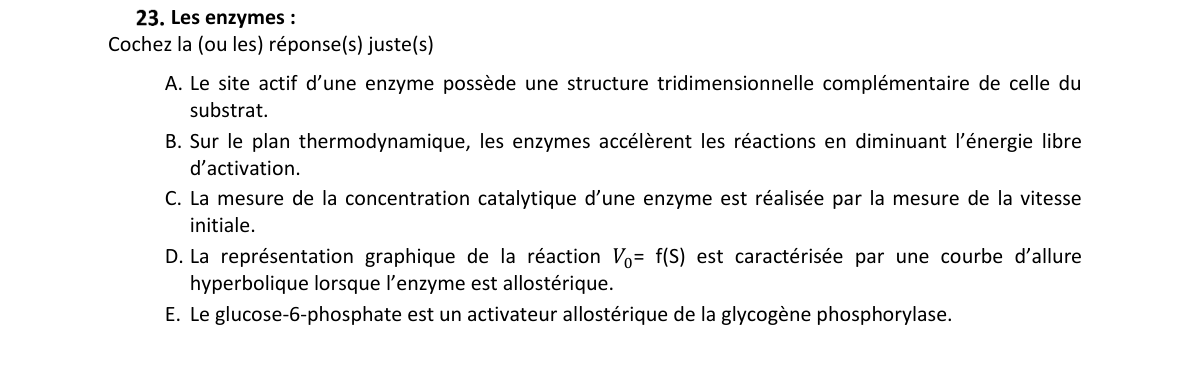 23. Les enzymes :
Cochez la (ou les) réponse(s) juste(s)
A. Le site actif d’une enzyme possède une structure tridimensionnelle complémentaire de celle du
substrat.
B. Sur le plan thermodynamique, les enzymes accélèrent les réactions en diminuant l’énergie libre
d’activation.
C. La mesure de la concentration catalytique d’une enzyme est réalisée par la mesure de la vitesse
initiale.
D. La représentation graphique de la réaction V₀= f(S) est caractérisée par une courbe d’allure
hyperbolique lorsque l’enzyme est allostérique.
E. Le glucose-6-phosphate est un activateur allostérique de la glycogène phosphorylase.